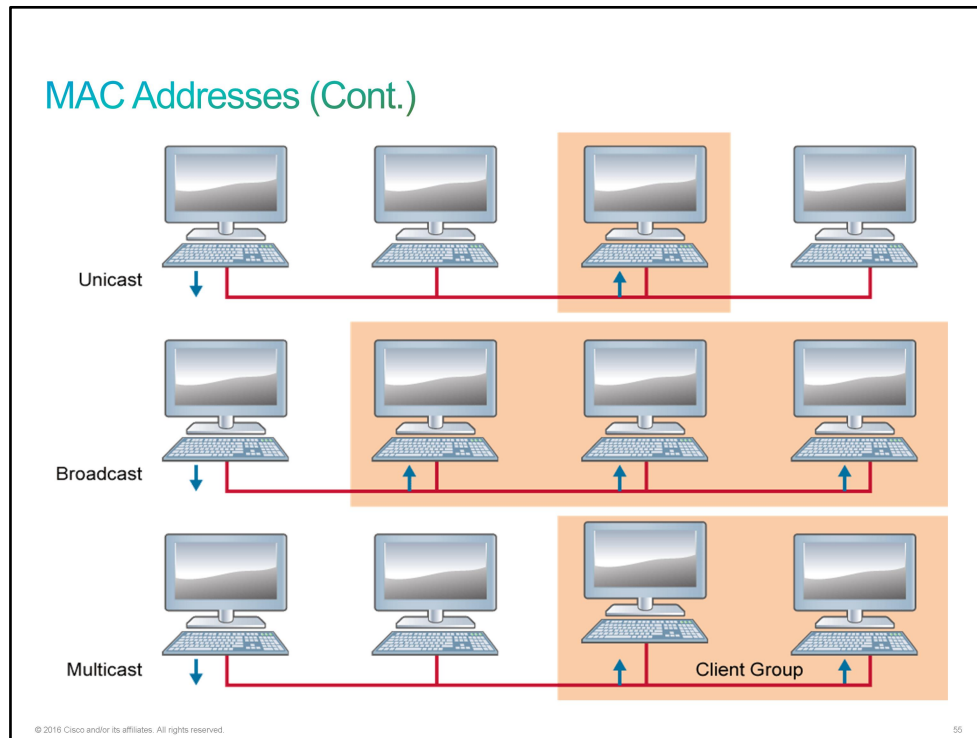 MAC Addresses (Cont.)
Unicast
Broadcast
Multicast
Client Group
© 2016 Cisco and/or its affiliates. All rights reserved.
55